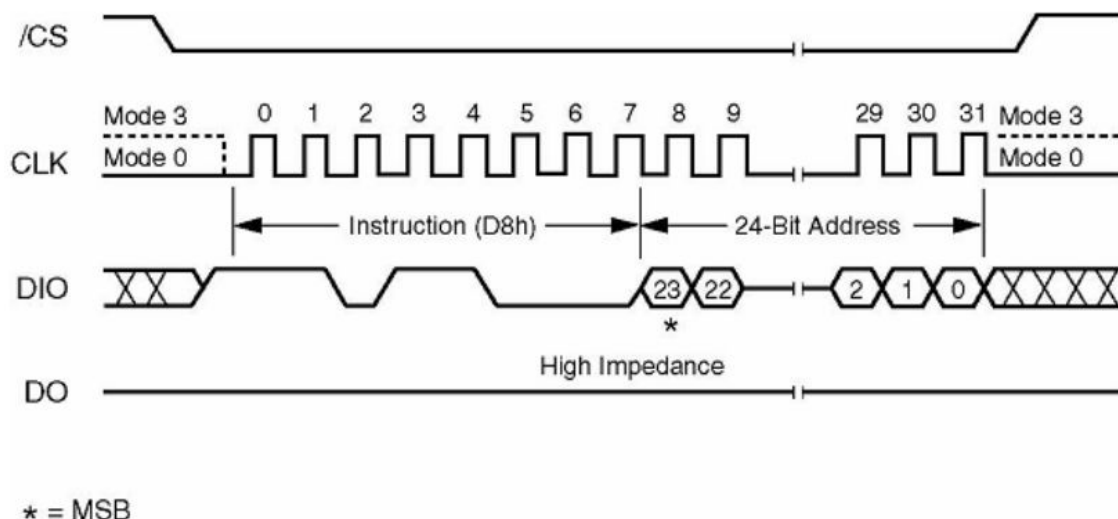 /CS
Mode 3 0 1 2 3 4 5 6 7 8 9 29 30 31 Mode 3
CLK Mode 0 Mode 0
Instruction (D8h) 24-Bit Address
DIO 23 22 2 1 0
*
High Impedance
DO
* = MSB